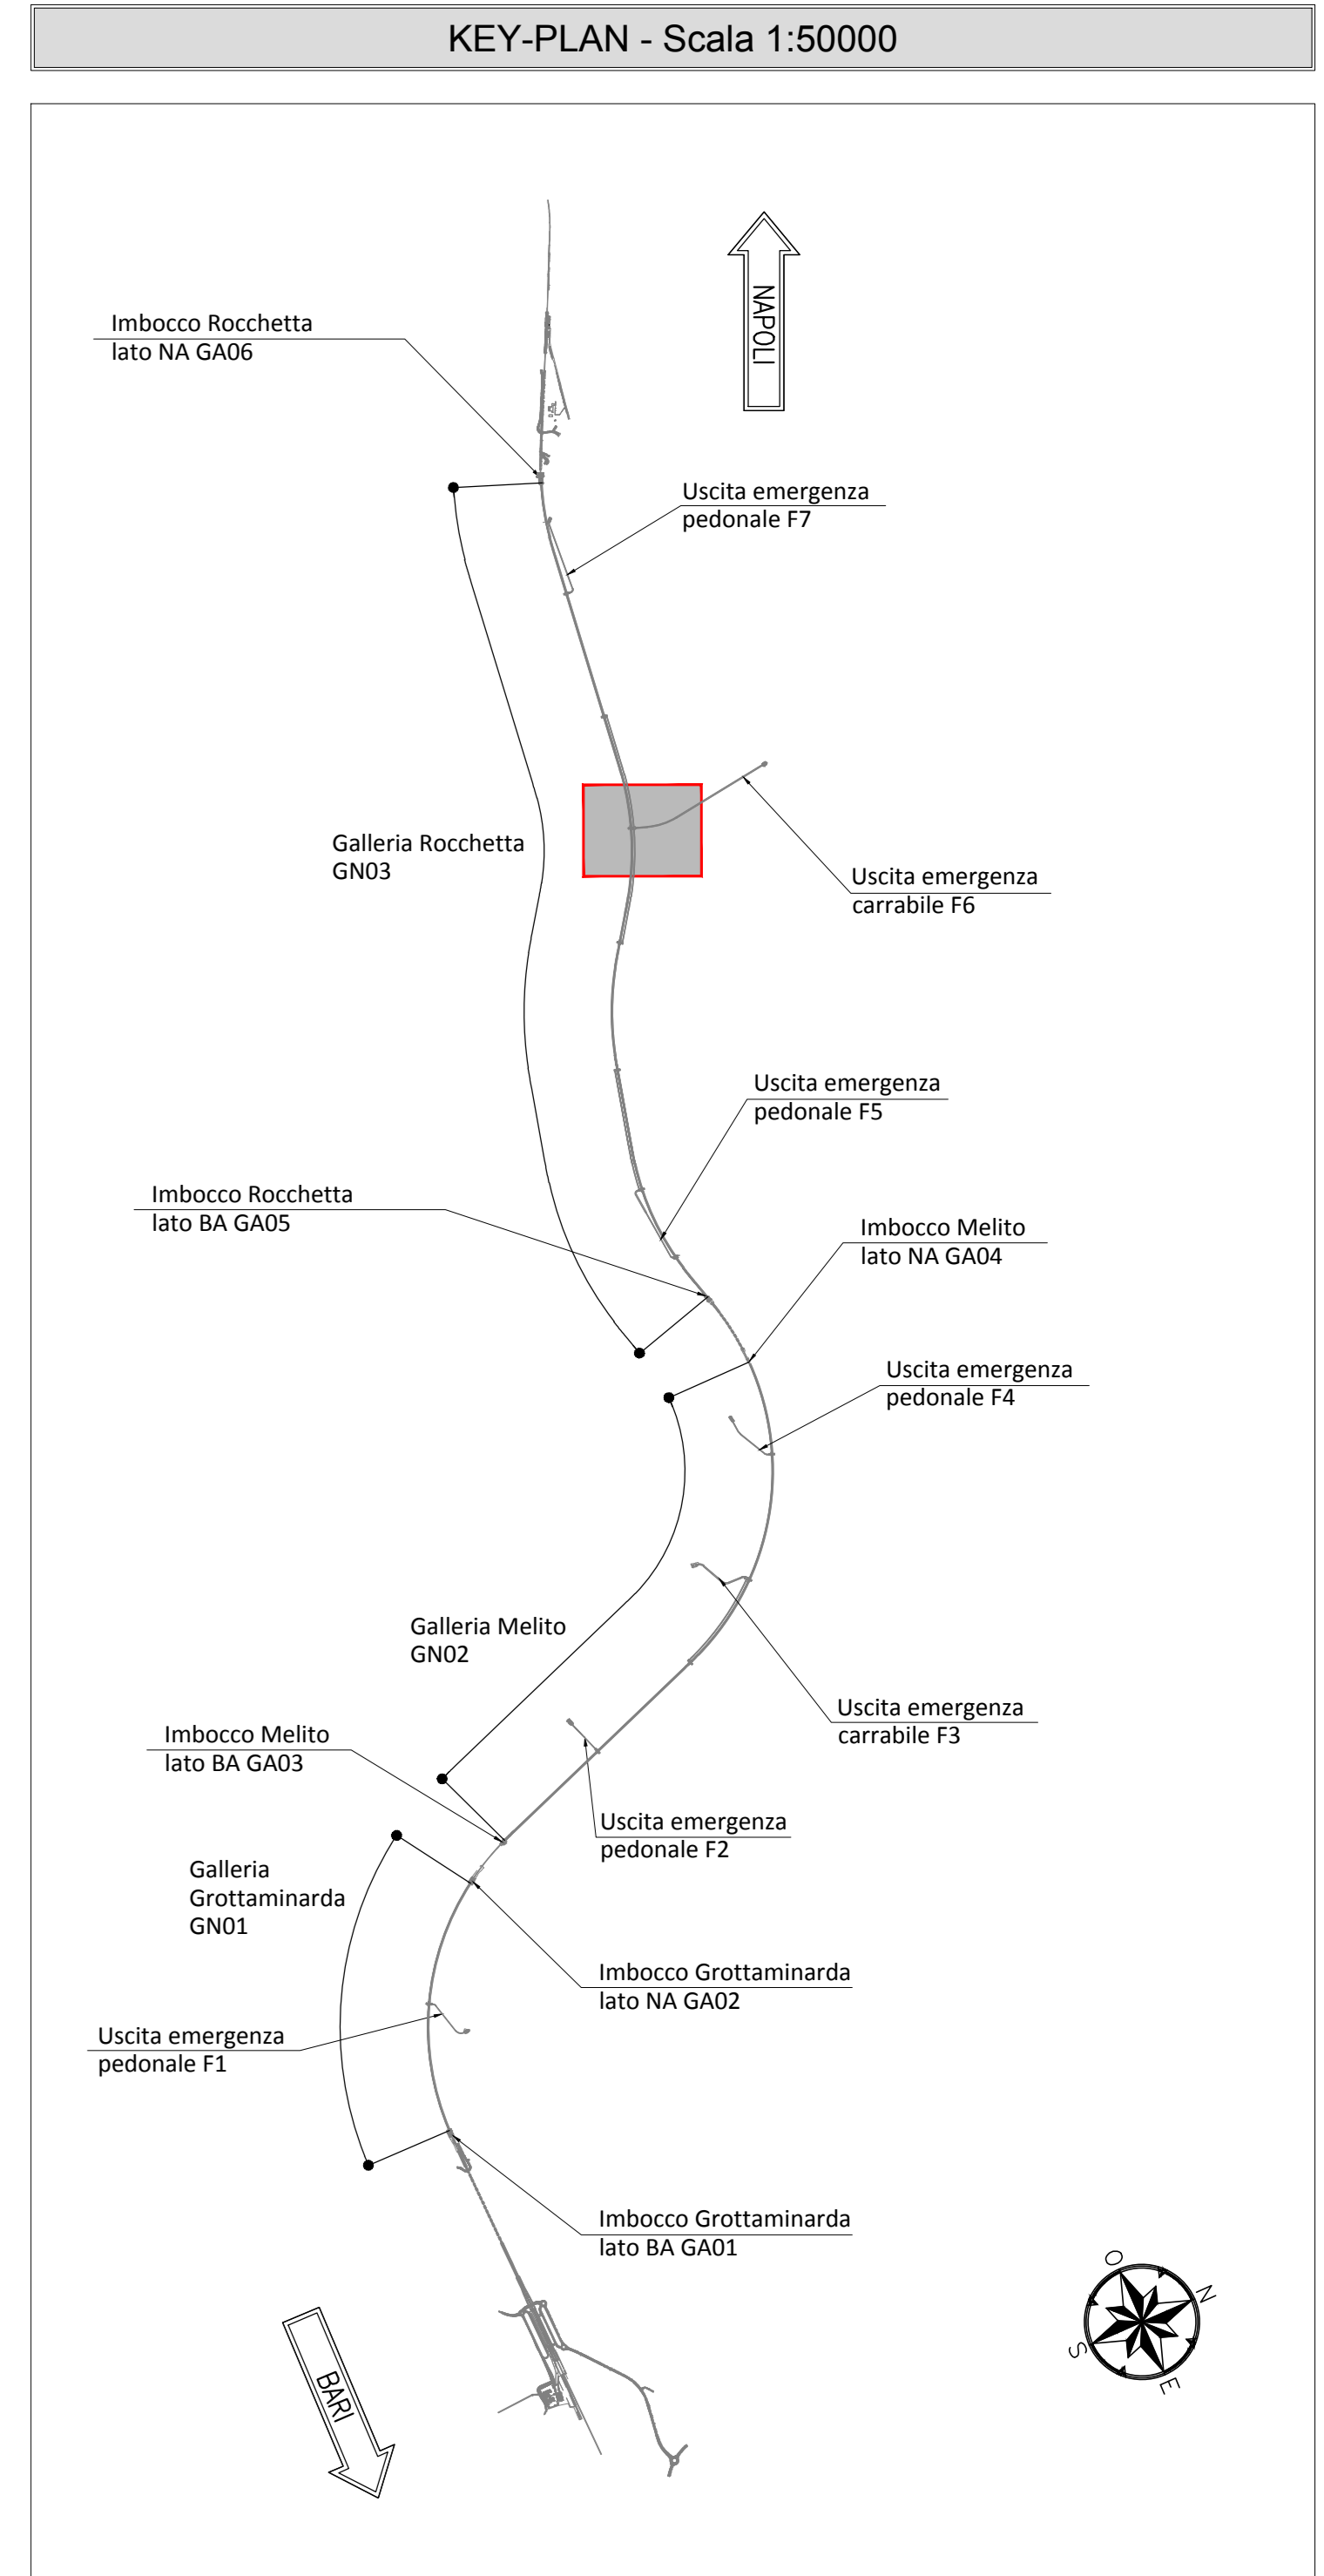 KEY-PLAN - Scala 1:50000
NAPOLI
Imbocco Rocchetta
lato NA GA06
Uscita emergenza
pedonale F7
Galleria Rocchetta
GN03
Uscita emergenza
carrabile F6
Uscita emergenza
pedonale F5
Imbocco Rocchetta
lato BA GA05
Imbocco Melito
lato NA GA04
Uscita emergenza
pedonale F4
Galleria Melito
GN02
Uscita emergenza
carrabile F3
Imbocco Melito
lato BA GA03
Uscita emergenza
pedonale F2
Galleria
Grottaminarda
GN01
Imbocco Grottaminarda
lato NA GA02
Uscita emergenza
pedonale F1
Imbocco Grottaminarda
lato BA GA01
BARI
O
N
S
E